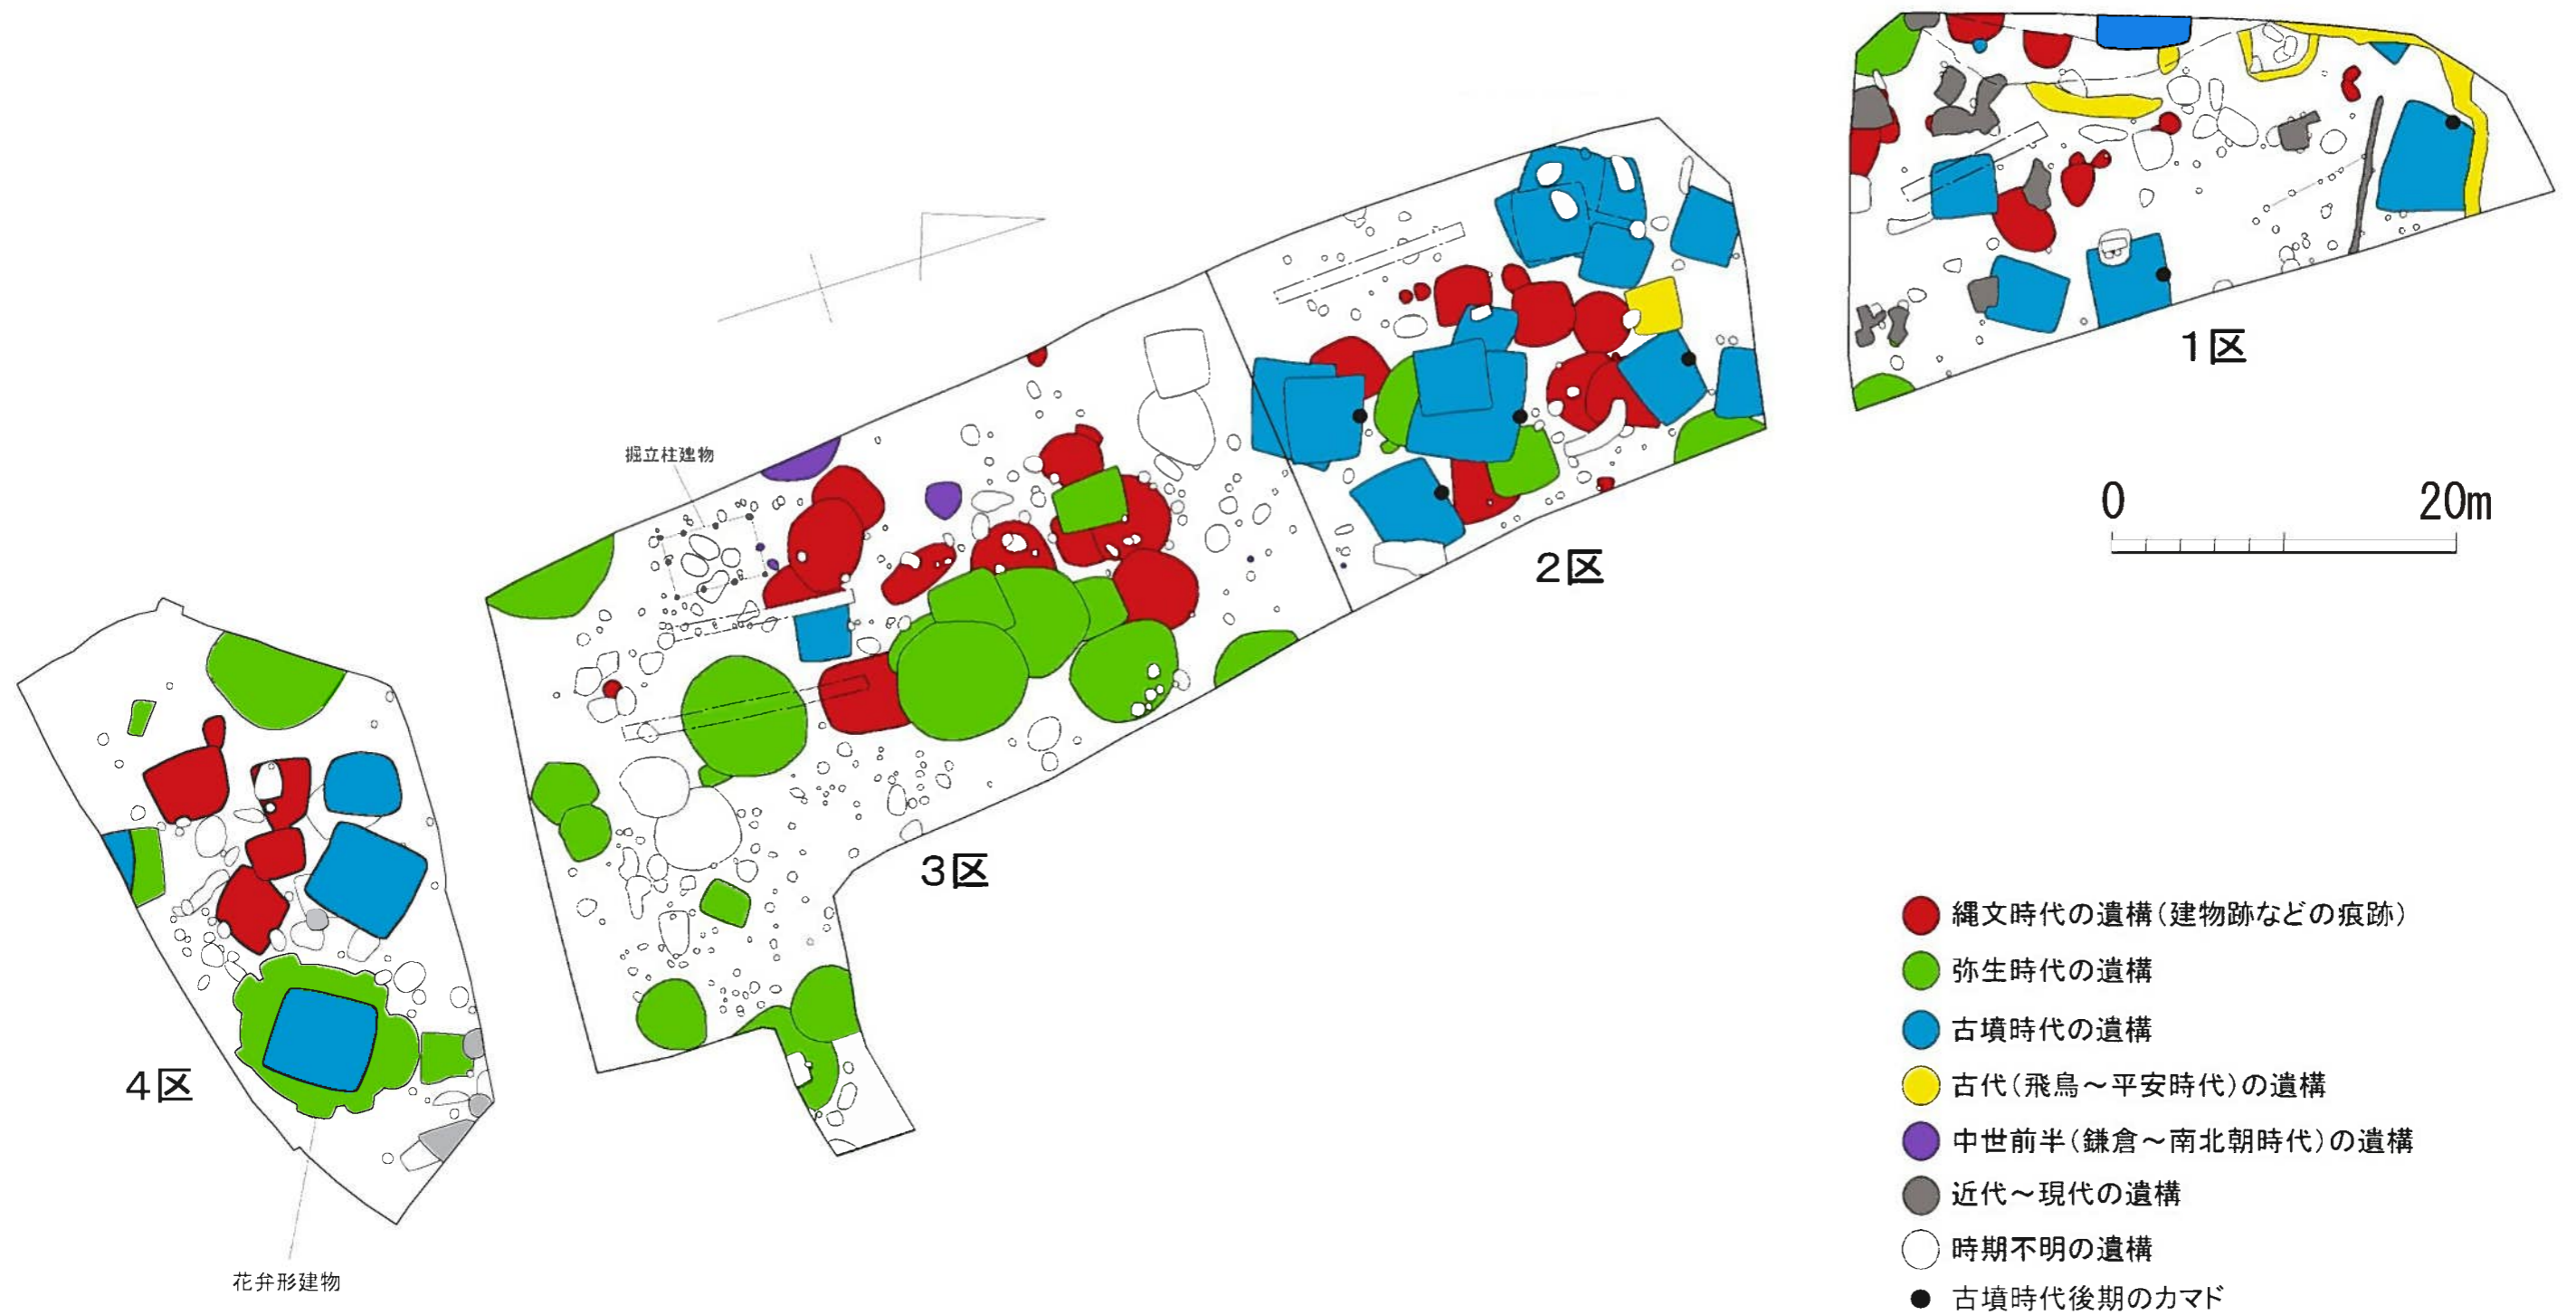 掘立柱建物
1区
0 20m
2区
3区
4区
花弁形建物
縄文時代の遺構（建物跡などの痕跡）
弥生時代の遺構
古墳時代の遺構
古代（飛鳥～平安時代）の遺構
中世前半（鎌倉～南北朝時代）の遺構
近代～現代の遺構
時期不明の遺構
古墳時代後期のカマド